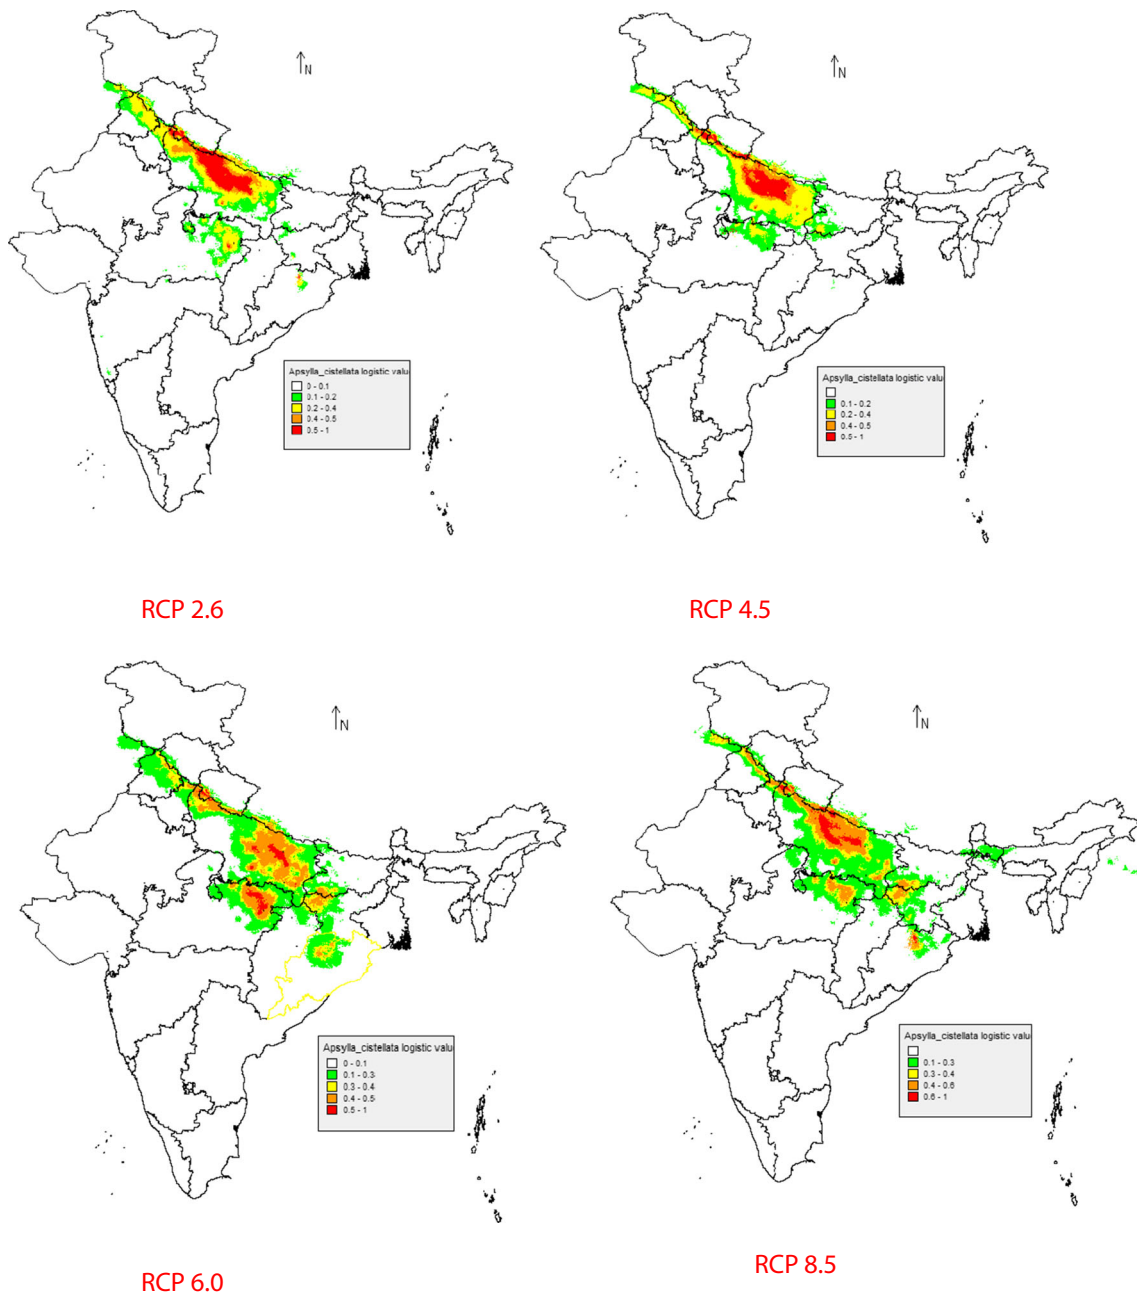 N
N
Apsylla_cistellata logistic valu
0 - 0.1
0.1 - 0.2
0.2 - 0.4
0.4 - 0.5
0.5 - 1
Apsylla_cistellata logistic valu
0.1 - 0.2
0.2 - 0.4
0.4 - 0.5
0.5 - 1
RCP 2.6
RCP 4.5
N
N
Apsylla_cistellata logistic valu
0 - 0.1
0.1 - 0.3
0.3 - 0.4
0.4 - 0.5
0.5 - 1
Apsylla_cistellata logistic valu
0.1 - 0.3
0.3 - 0.4
0.4 - 0.6
0.6 - 1
RCP 6.0
RCP 8.5